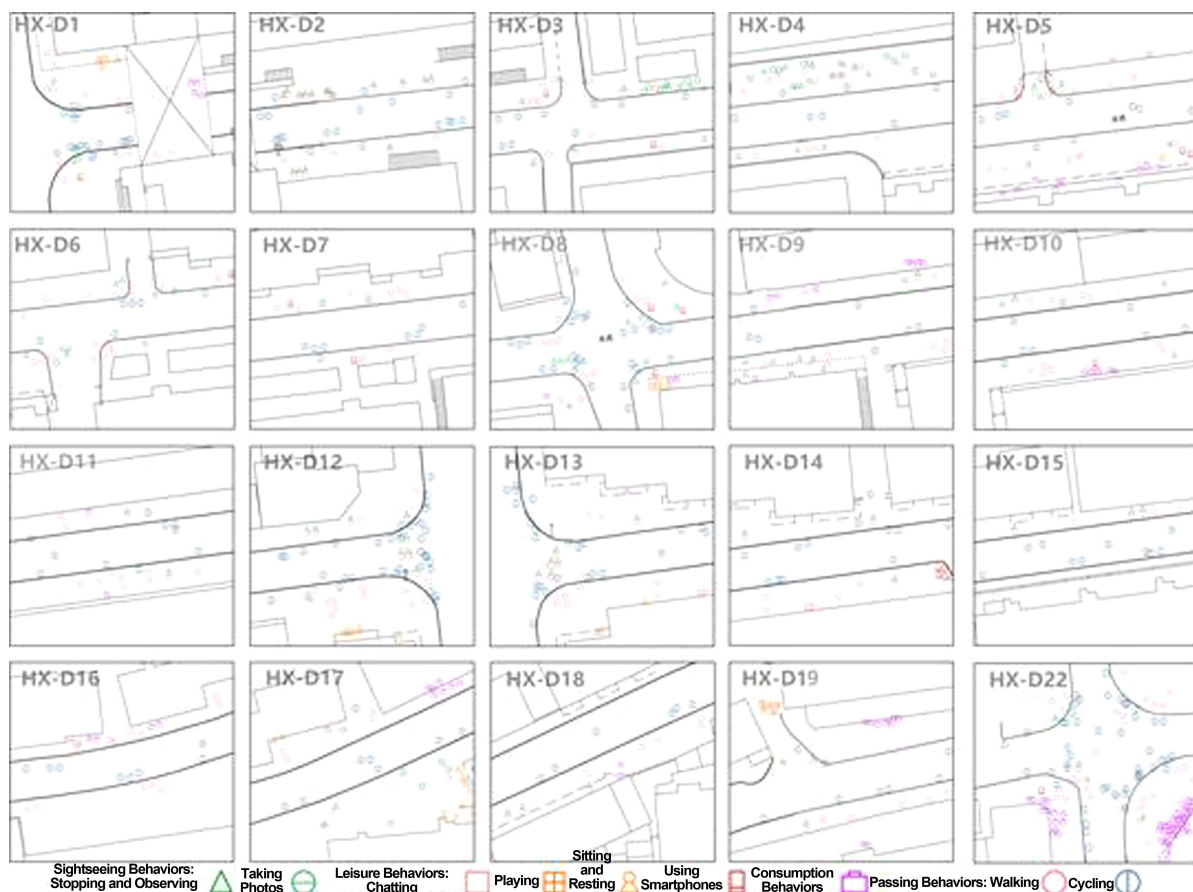 HX-D1
HX-D2
HX-D3
HX-D4
HX-D5
HX-D6
HX-D7
HX-D8
HX-D9
HX-D10
HX-D11
HX-D12
HX-D13
HX-D14
HX-D15
HX-D16
HX-D17
HX-D18
HX-D19
HX-D22
Sightseeing Behaviors:
Stopping and Observing
Taking
Photos
Leisure Behaviors:
Chatting
Playing
Sitting
and
Resting
Using
Smartphones
Consumption
Behaviors
Passing Behaviors: Walking
Cycling